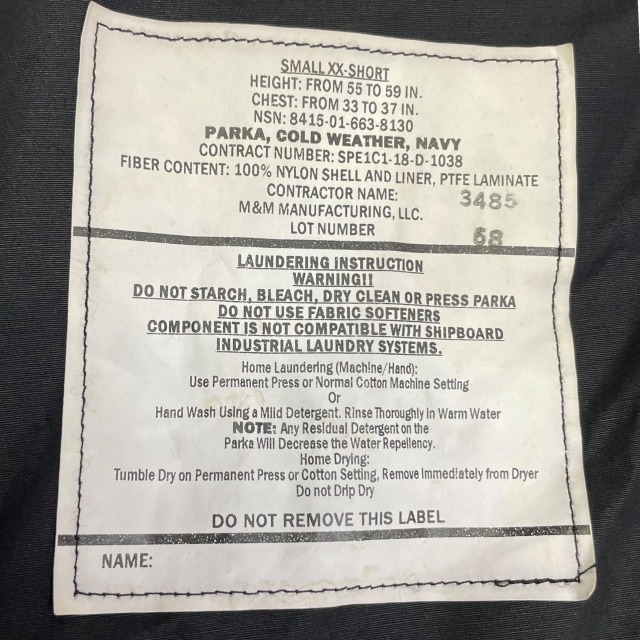 SMALL XX-SHORT
HEIGHT: FROM 55 TO 59 IN.
CHEST: FROM 33 TO 37 IN.
NSN: 8415-01-663-8130
PARKA, COLD WEATHER, NAVY
CONTRACT NUMBER: SPE1C1-18-D-1038
FIBER CONTENT: 100% NYLON SHELL AND LINER, PTFE LAMINATE
CONTRACTOR NAME: 3485
M&M MANUFACTURING, LLC.
LOT NUMBER 68
LAUNDERING INSTRUCTION
WARNING!!
DO NOT STARCH, BLEACH, DRY CLEAN OR PRESS PARKA
DO NOT USE FABRIC SOFTENERS
COMPONENT IS NOT COMPATIBLE WITH SHIPBOARD
INDUSTRIAL LAUNDRY SYSTEMS.
Home Laundering (Machine/Hand):
Use Permanent Press or Normal Cotton Machine Setting
Or
Hand Wash Using a Mild Detergent. Rinse Thoroughly in Warm Water
NOTE: Any Residual Detergent on the
Parka Will Decrease the Water Repellency.
Home Drying:
Tumble Dry on Permanent Press or Cotton Setting, Remove Immediately from Dryer
Do not Drip Dry
DO NOT REMOVE THIS LABEL
NAME: